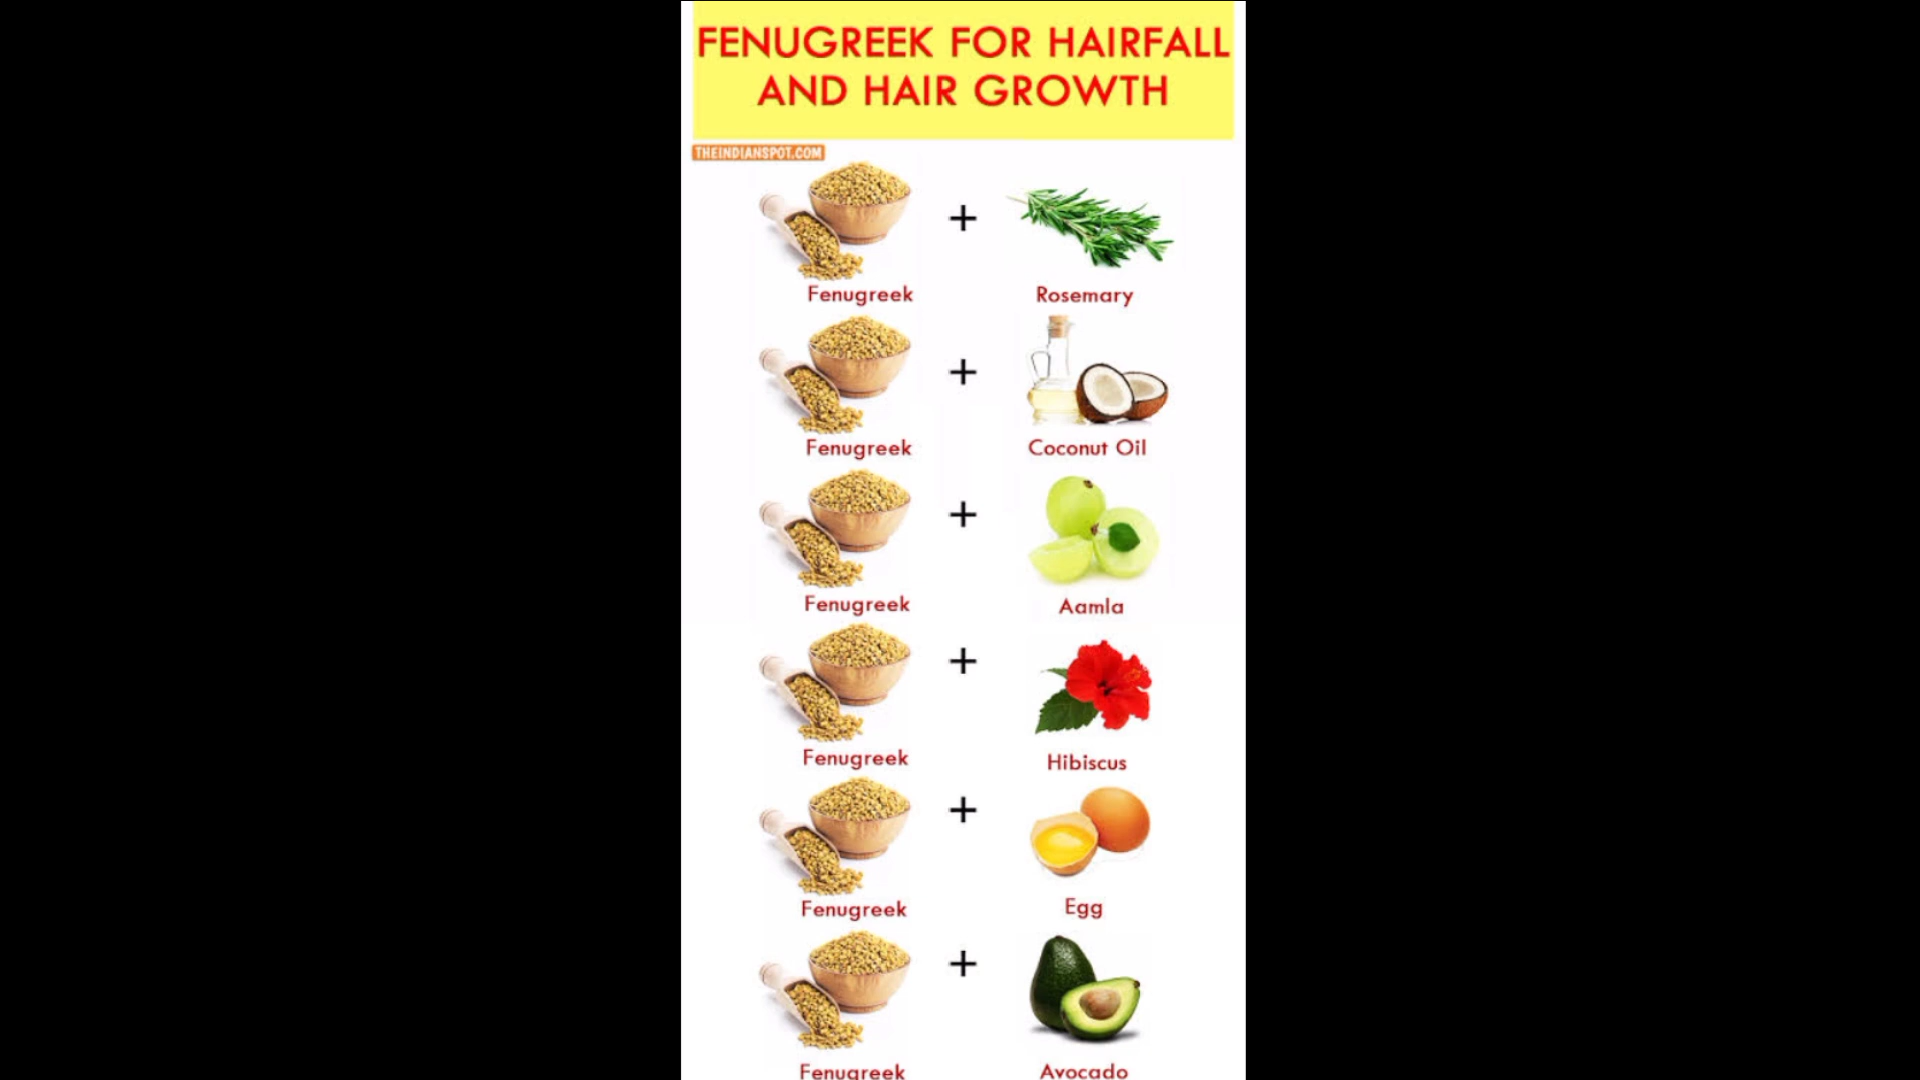 FENUGREEK FOR HAIRFALL
AND HAIR GROWTH
THEINDIANSPOT.COM
Fenugreek + Rosemary
Fenugreek + Coconut Oil
Fenugreek + Aamla
Fenugreek + Hibiscus
Fenugreek + Egg
Fenugreek + Avocado